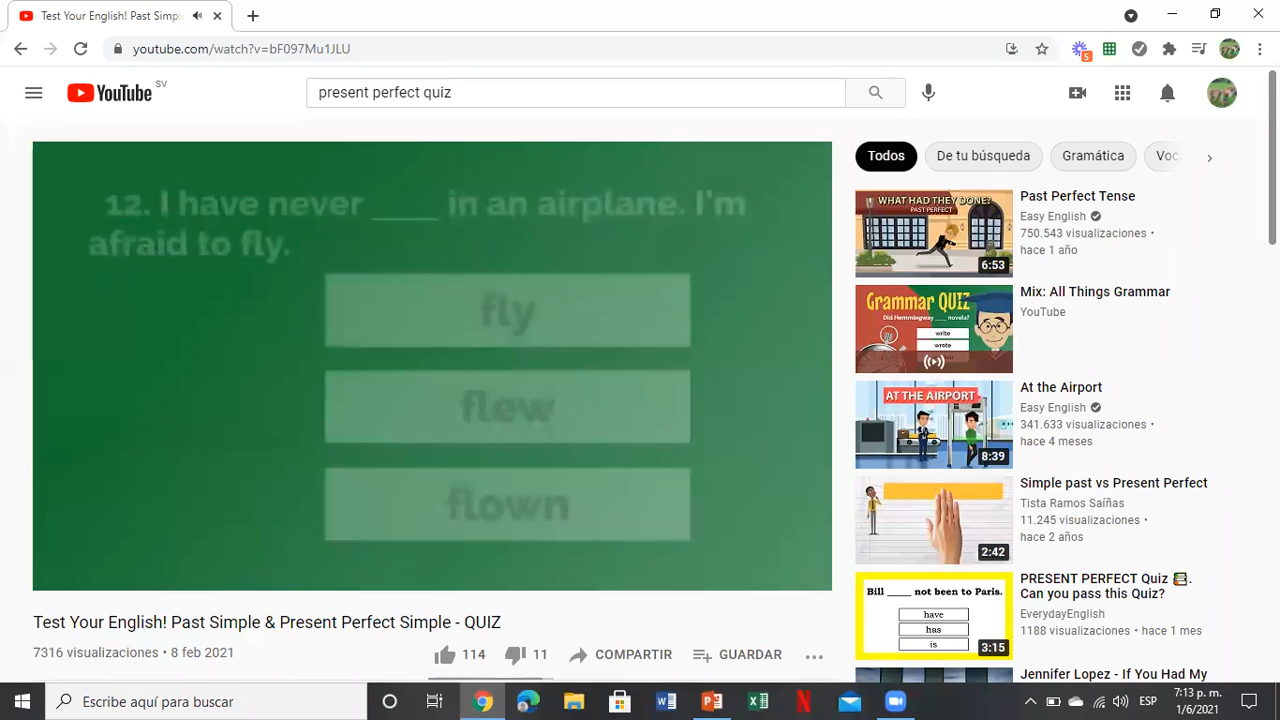 Test Your English! Past Simpl
youtube.com/watch?v=bF097Mu1JLU
5
YouTube SV
present perfect quiz
12. I have never ____ in an airplane. I'm
afraid to fly.
fly
flew
flown
Test Your English! Past Simple & Present Perfect Simple - QUIZ
7316 visualizaciones • 8 feb 2021
114
11
COMPARTIR
GUARDAR
Todos
De tu búsqueda
Gramática
Voc
WHAT HAD THEY DONE?
PAST PERFECT
6:53
Past Perfect Tense
Easy English
750.543 visualizaciones •
hace 1 año
Grammar QUIZ
Did Hemmingway ____ novels?
write
wrote
Mix: All Things Grammar
YouTube
AT THE AIRPORT
8:39
At the Airport
Easy English
341.633 visualizaciones •
hace 4 meses
2:42
Simple past vs Present Perfect
Tista Ramos Saíñas
11.245 visualizaciones •
hace 2 años
Bill ____ not been to Paris.
have
has
is
3:15
PRESENT PERFECT Quiz 📚.
Can you pass this Quiz?
EverydayEnglish
1188 visualizaciones • hace 1 mes
Jennifer Lopez - If You Had My
Escribe aquí para buscar
ESP
7:13 p. m.
1/6/2021